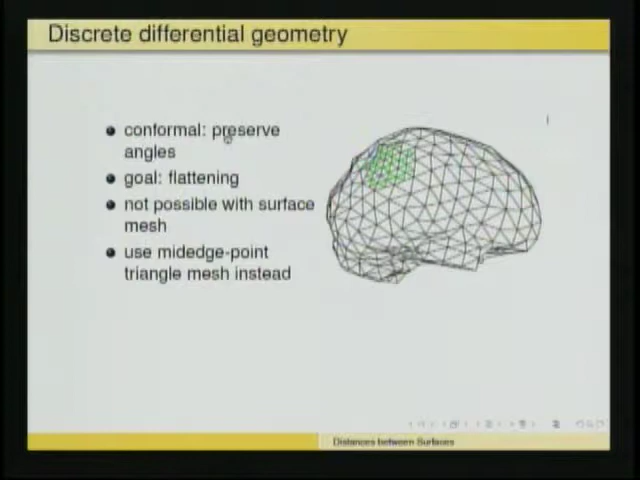 Discrete differential geometry
conformal: preserve
angles
goal: flattening
not possible with surface
mesh
use midedge-point
triangle mesh instead
Distances between Surfaces